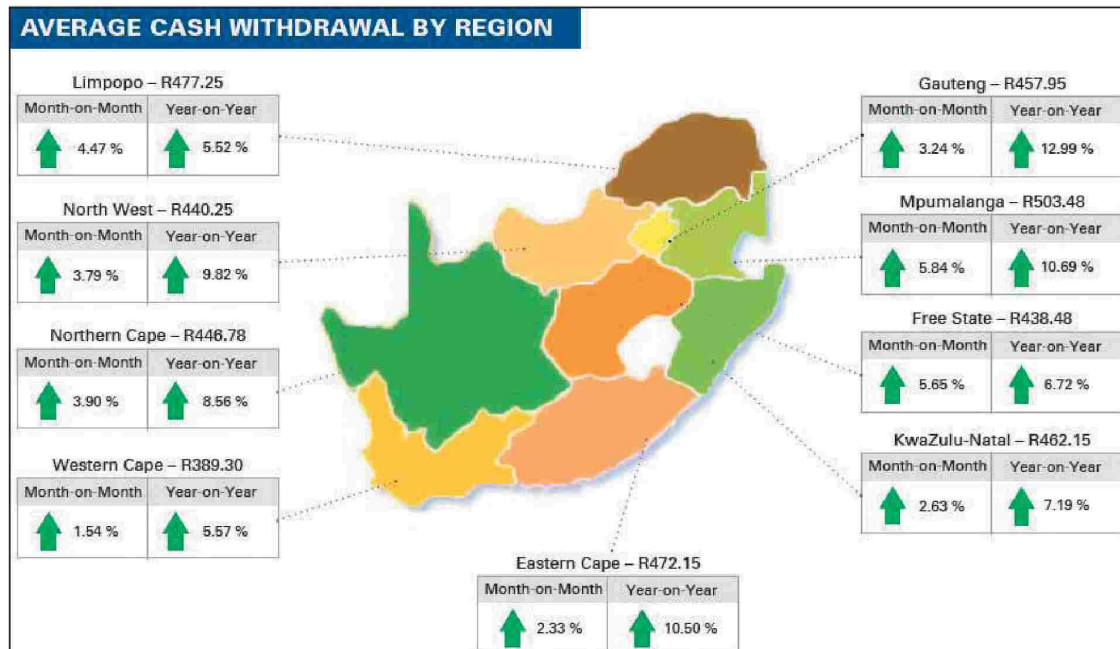 AVERAGE CASH WITHDRAWAL BY REGION
Limpopo – R477.25
Month-on-Month Year-on-Year
4.47 % 5.52 %
North West – R440.25
Month-on-Month Year-on-Year
3.79 % 9.82 %
Northern Cape – R446.78
Month-on-Month Year-on-Year
3.90 % 8.56 %
Western Cape – R389.30
Month-on-Month Year-on-Year
1.54 % 5.57 %
Eastern Cape – R472.15
Month-on-Month Year-on-Year
2.33 % 10.50 %
Gauteng – R457.95
Month-on-Month Year-on-Year
3.24 % 12.99 %
Mpumalanga – R503.48
Month-on-Month Year-on-Year
5.84 % 10.69 %
Free State – R438.48
Month-on-Month Year-on-Year
5.65 % 6.72 %
KwaZulu-Natal – R462.15
Month-on-Month Year-on-Year
2.63 % 7.19 %